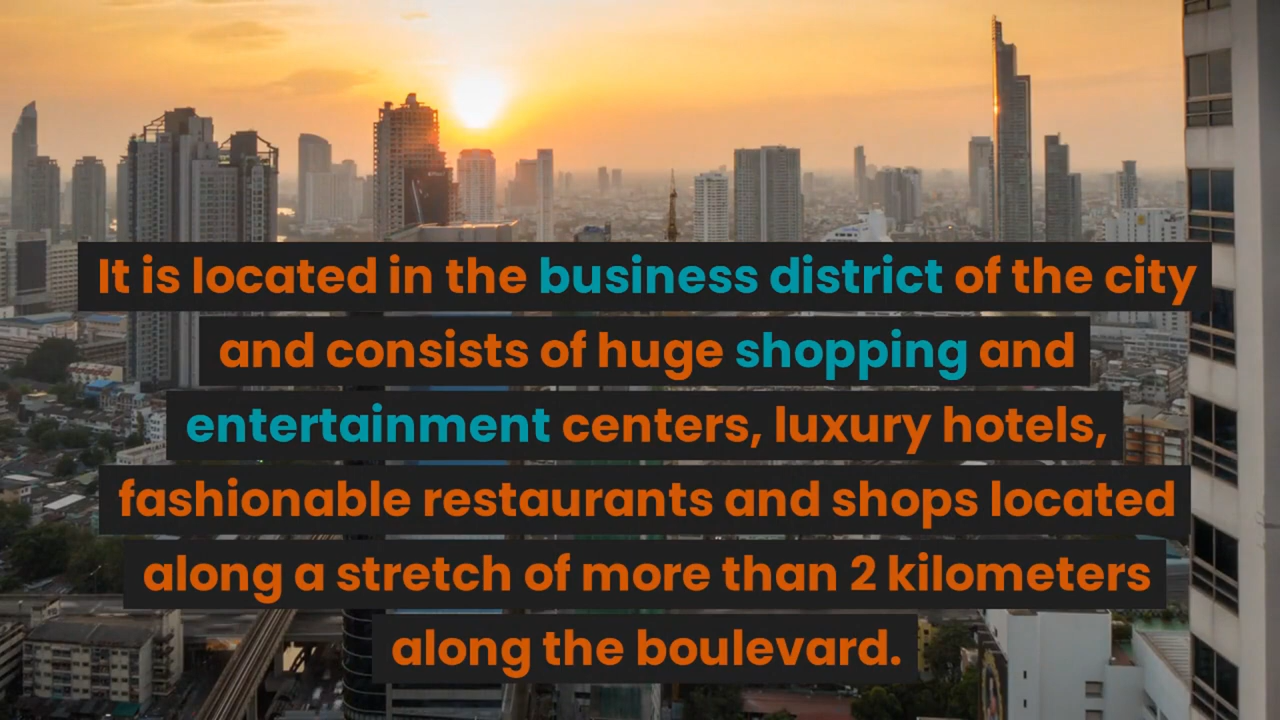 It is located in the business district of the city
and consists of huge shopping and
entertainment centers, luxury hotels,
fashionable restaurants and shops located
along a stretch of more than 2 kilometers
along the boulevard.